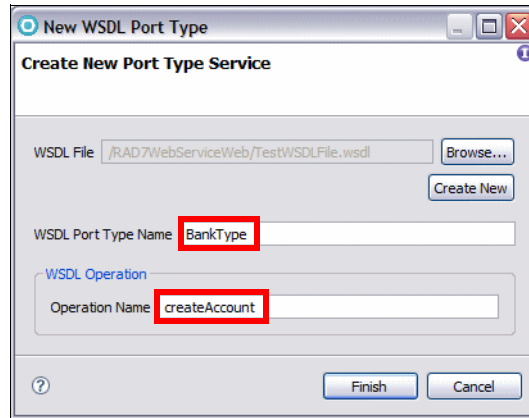 New WSDL Port Type
Create New Port Type Service
WSDL File /RAD7WebServiceWeb/TestWSDLFile.wsdl Browse...
Create New
WSDL Port Type Name BankType
WSDL Operation
Operation Name createAccount
? Finish Cancel